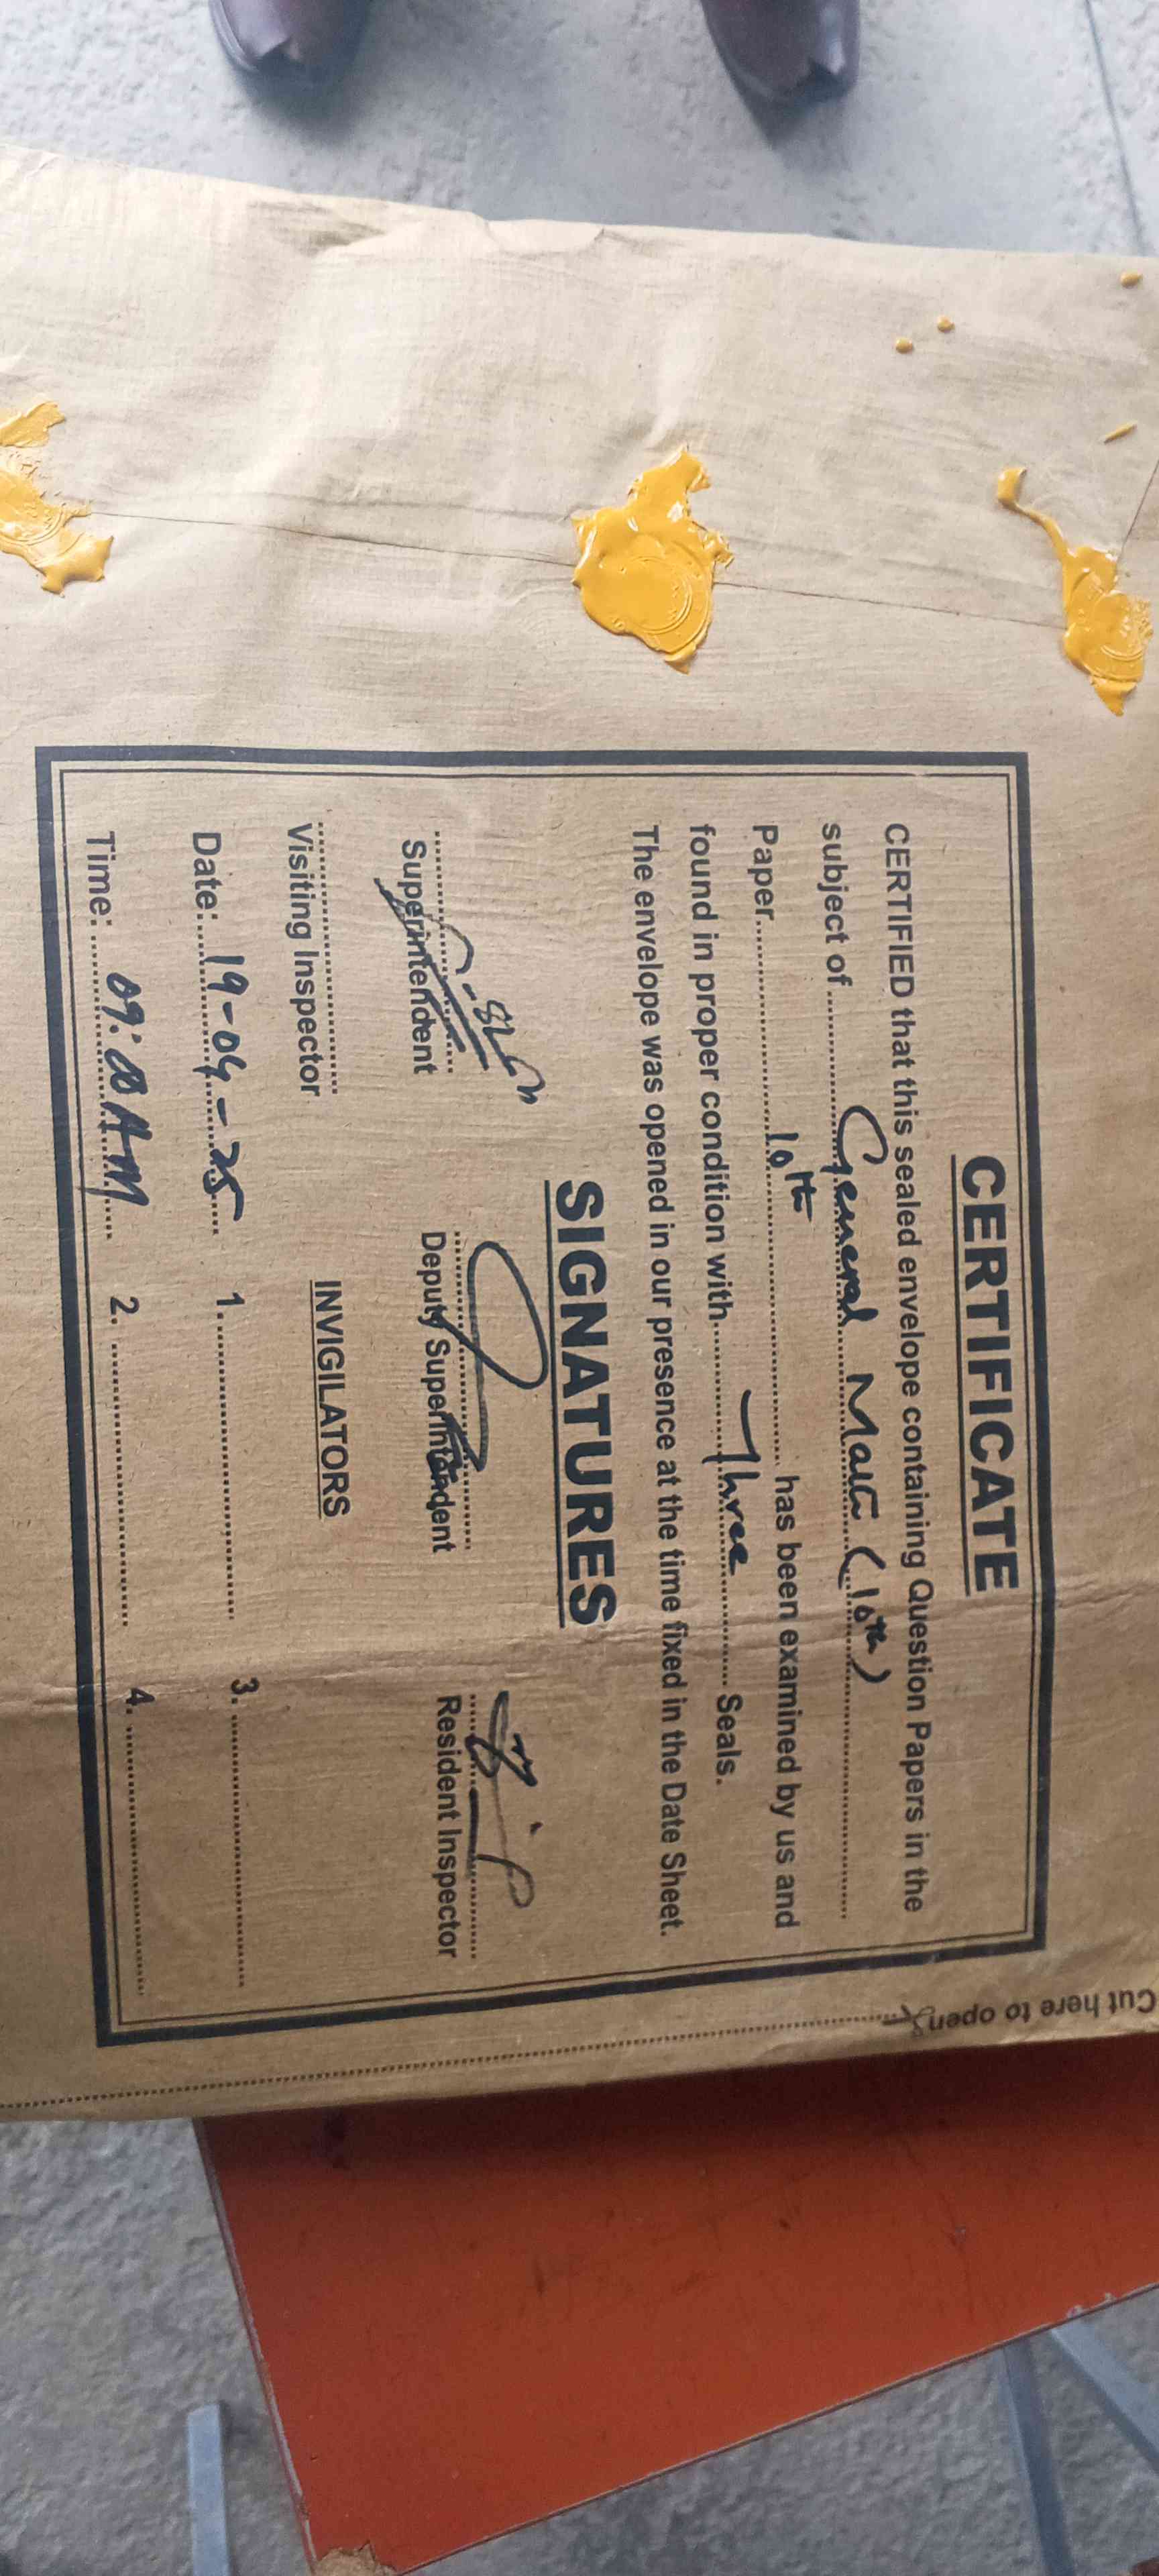 CERTIFICATE
CERTIFIED that this sealed envelope containing Question Papers in the
subject of General Math (10th)
Paper 10th has been examined by us and
found in proper condition with Three Seals.
The envelope was opened in our presence at the time fixed in the Date Sheet.
SIGNATURES
Superintendent Deputy Superintendent Resident Inspector
Visiting Inspector
INVIGILATORS
Date: 19-04-25 1. 3.
Time: 09:00 AM 2. 4.
Cut here to open